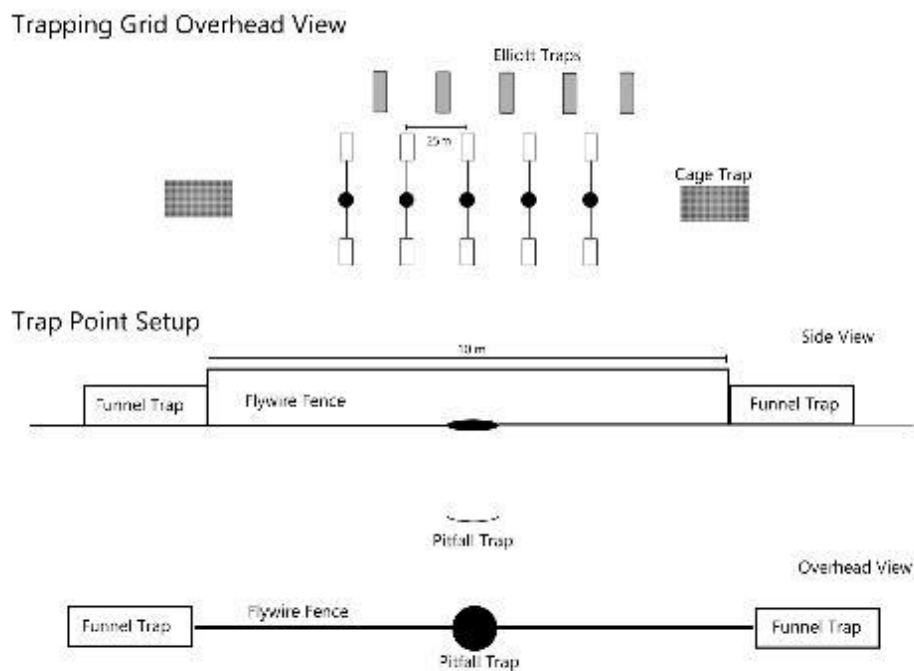 Trapping Grid Overhead View
Elliott Traps
25 m
Cage Trap
Trap Point Setup
Side View
10 m
Funnel Trap
Flywire Fence
Funnel Trap
Pitfall Trap
Overhead View
Funnel Trap
Flywire Fence
Funnel Trap
Pitfall Trap